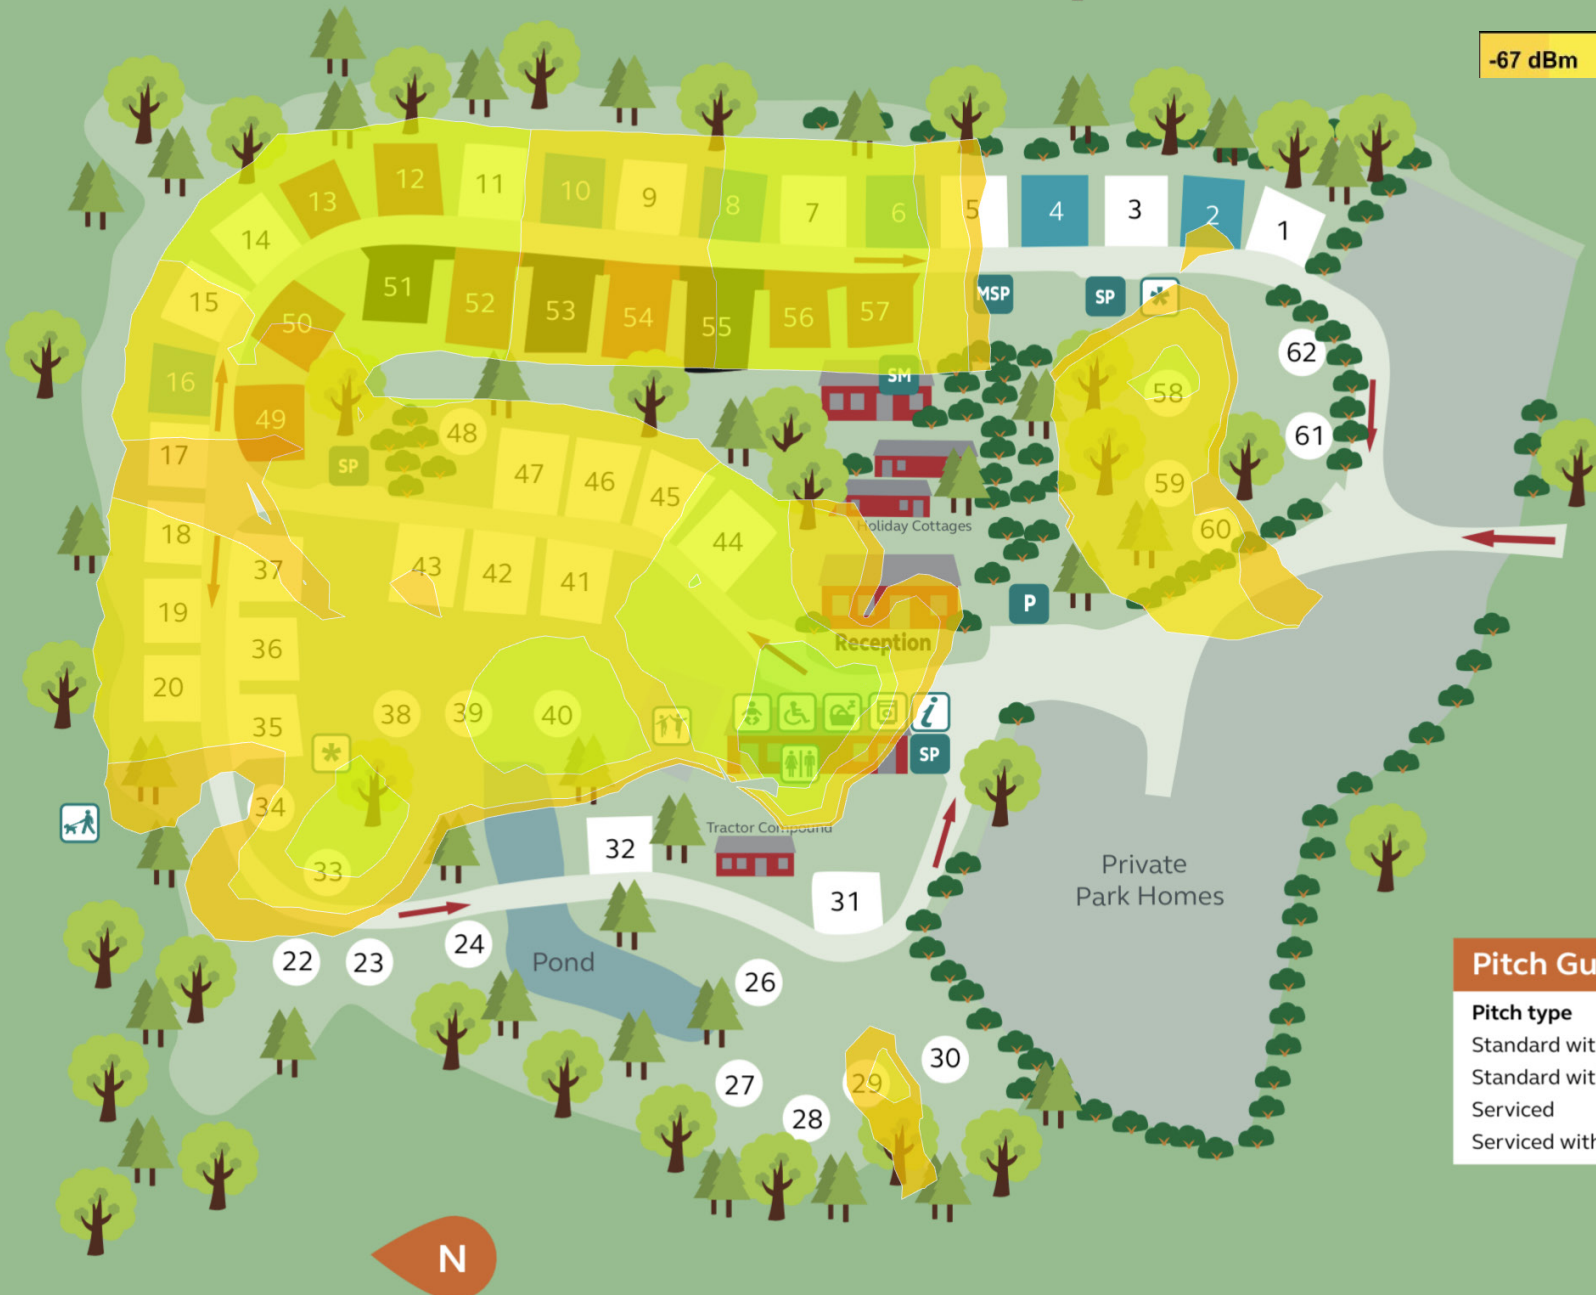 -67 dBm
12
11
13
10
9
8
7
6
5
4
3
2
1
14
15
51
52
53
54
55
56
57
50
MSP
SP
*
62
16
SM
58
49
48
61
17
SP
47
46
45
59
18
44
Holiday Cottages
60
37
43
42
41
19
P
36
Reception
20
35
38
39
40
i
*
SP
34
Tractor Compound
33
32
31
Private
Park Homes
22
23
24
Pond
26
30
29
27
28
Pitch Gu
Pitch type
Standard wit
Standard wit
Serviced
Serviced with
N